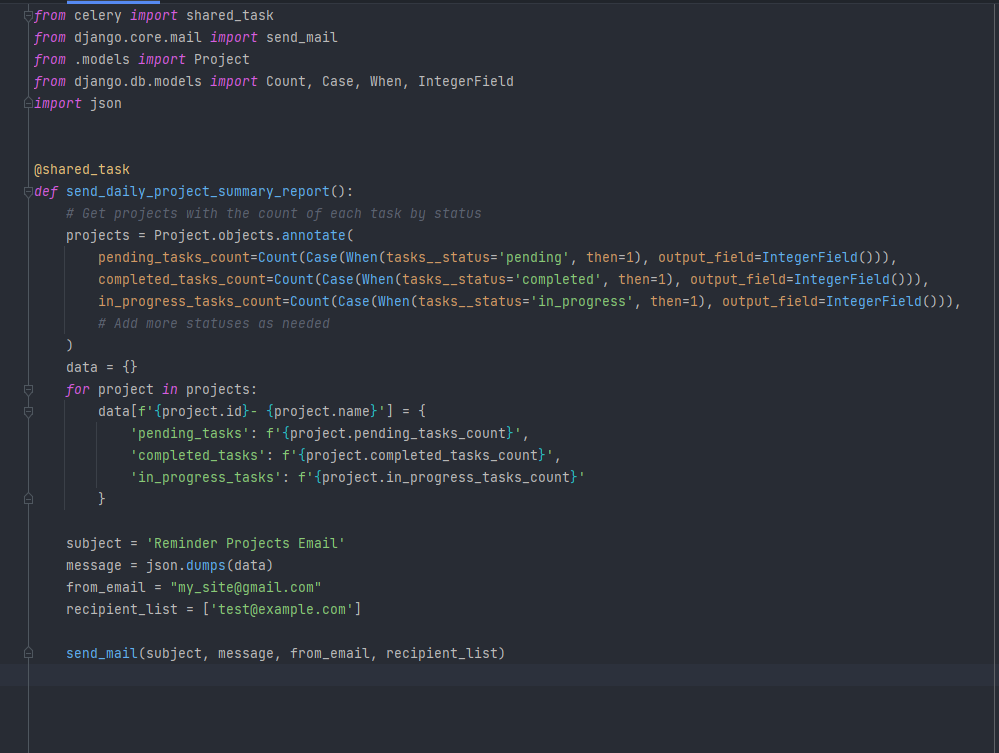 from celery import shared_task
from django.core.mail import send_mail
from .models import Project
from django.db.models import Count, Case, When, IntegerField
import json
@shared_task
def send_daily_project_summary_report():
# Get projects with the count of each task by status
projects = Project.objects.annotate(
pending_tasks_count=Count(Case(When(tasks__status='pending', then=1), output_field=IntegerField())),
completed_tasks_count=Count(Case(When(tasks__status='completed', then=1), output_field=IntegerField())),
in_progress_tasks_count=Count(Case(When(tasks__status='in_progress', then=1), output_field=IntegerField())),
# Add more statuses as needed
)
data = {}
for project in projects:
data[f'{project.id}- {project.name}'] = {
'pending_tasks': f'{project.pending_tasks_count}',
'completed_tasks': f'{project.completed_tasks_count}',
'in_progress_tasks': f'{project.in_progress_tasks_count}'
}
subject = 'Reminder Projects Email'
message = json.dumps(data)
from_email = "my_site@gmail.com"
recipient_list = ['test@example.com']
send_mail(subject, message, from_email, recipient_list)